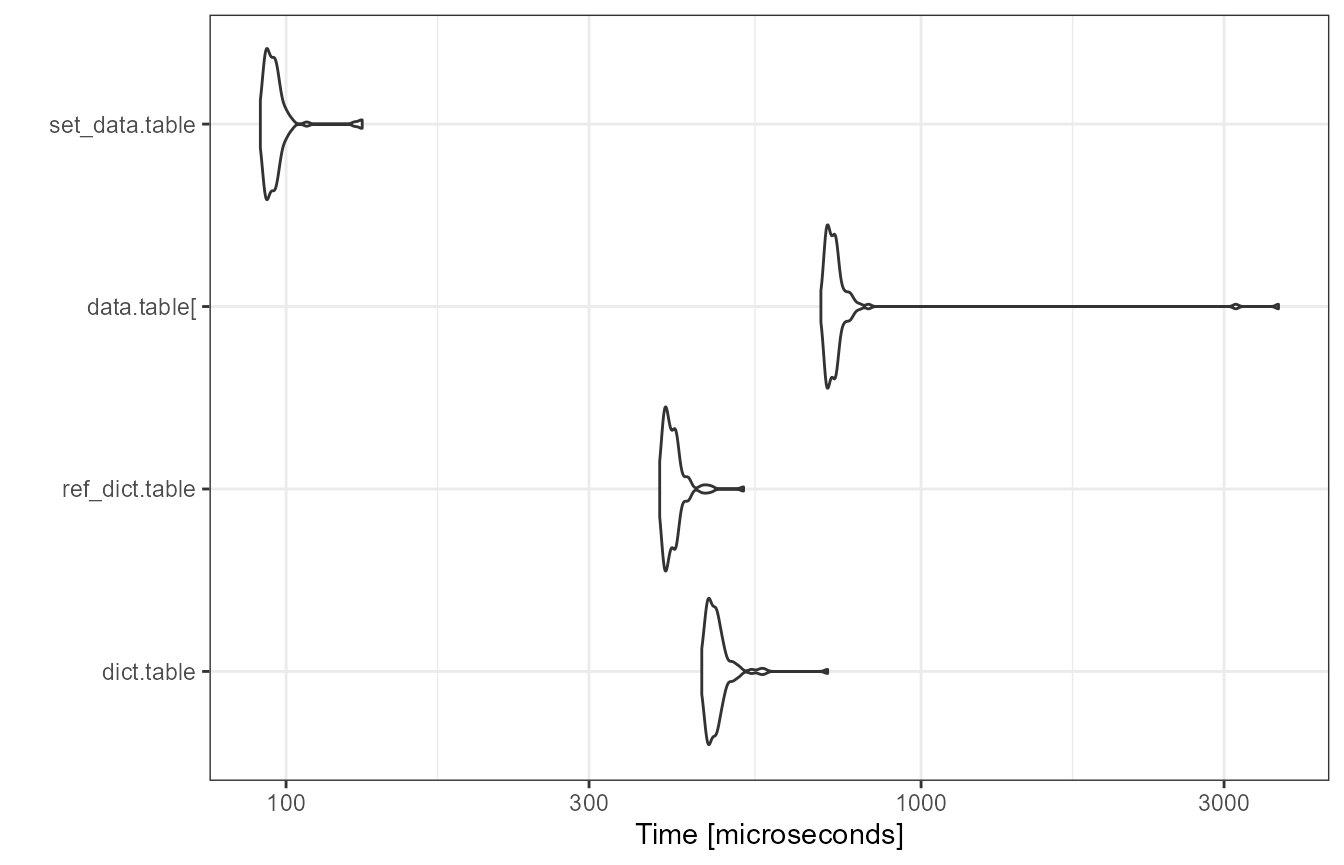 set_data.table
data.table[
ref_dict.table
dict.table
100 300 1000 3000
Time [microseconds]